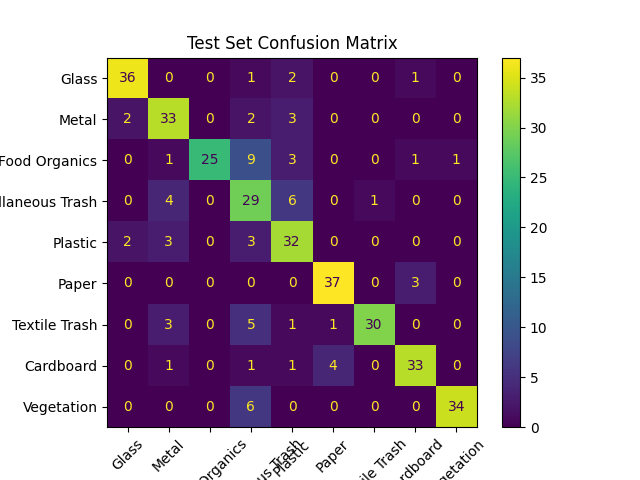 Test Set Confusion Matrix
Glass 36 0 0 1 2 0 0 1 0
Metal 2 33 0 2 3 0 0 0 0
Food Organics 0 1 25 9 3 0 0 1 1
llaneous Trash 0 4 0 29 6 0 1 0 0
Plastic 2 3 0 3 32 0 0 0 0
Paper 0 0 0 0 0 37 0 3 0
Textile Trash 0 3 0 5 1 1 30 0 0
Cardboard 0 1 0 1 1 4 0 33 0
Vegetation 0 0 0 6 0 0 0 0 34
Glass Metal Organics us Trash Plastic Paper ile Trash rdboard getation
35
30
25
20
15
10
5
0